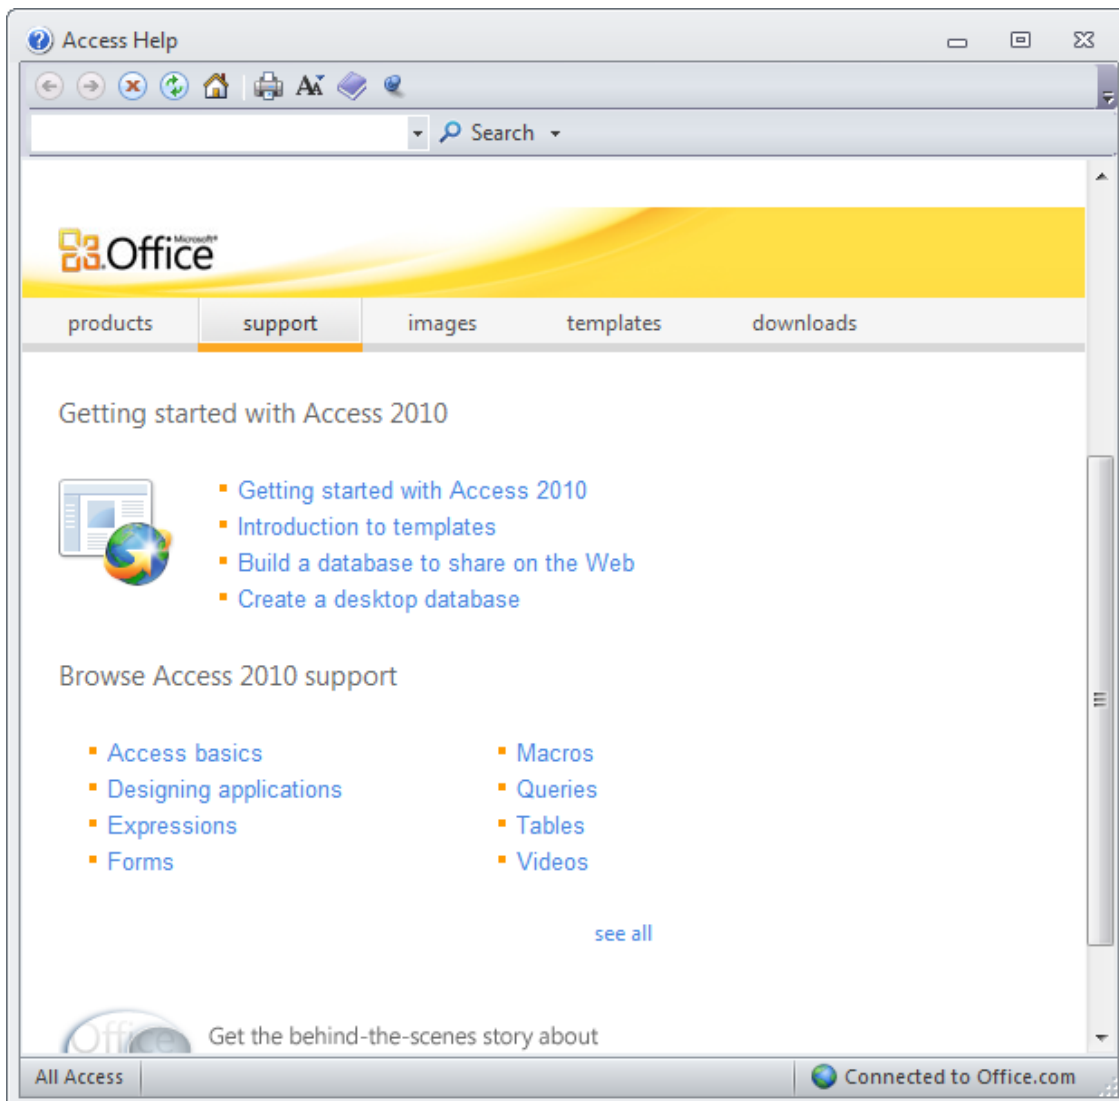 Access Help
Search
Microsoft®
Office
products support images templates downloads
Getting started with Access 2010
Getting started with Access 2010
Introduction to templates
Build a database to share on the Web
Create a desktop database
Browse Access 2010 support
Access basics
Designing applications
Expressions
Forms
Macros
Queries
Tables
Videos
see all
Office
Get the behind-the-scenes story about
All Access
Connected to Office.com